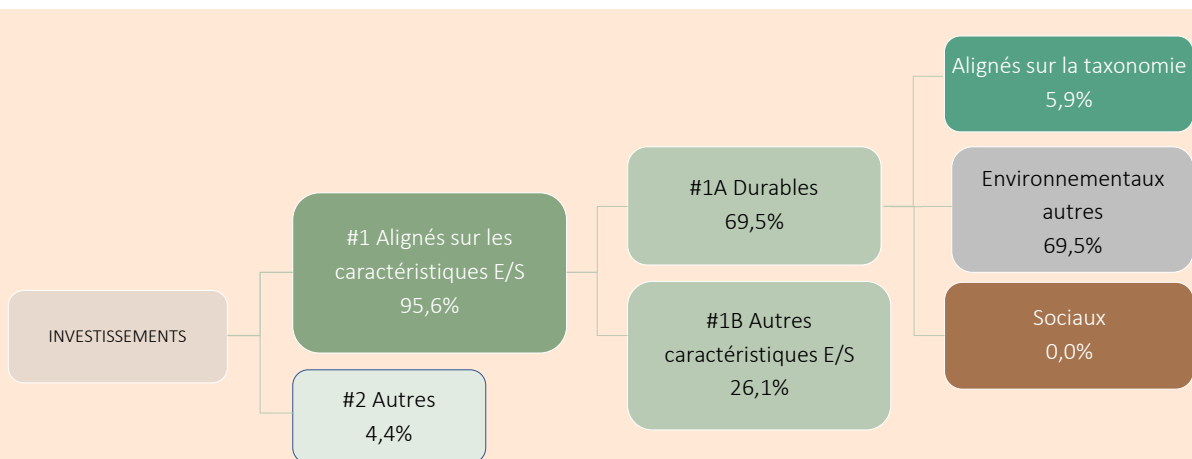 INVESTISSEMENTS
#1 Alignés sur les
caractéristiques E/S
95,6%
#2 Autres
4,4%
#1A Durables
69,5%
#1B Autres
caractéristiques E/S
26,1%
Alignés sur la taxonomie
5,9%
Environnementaux
autres
69,5%
Sociaux
0,0%